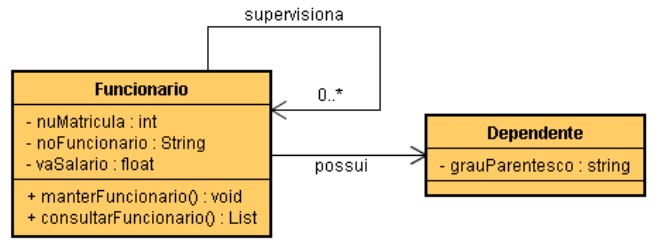 supervisiona
Funcionario
0..*
- nuMatricula : int
- noFuncionario : String
- vaSalario : float
+ manterFuncionario() : void
+ consultarFuncionario() : List
possui
Dependente
- grauParentesco : string